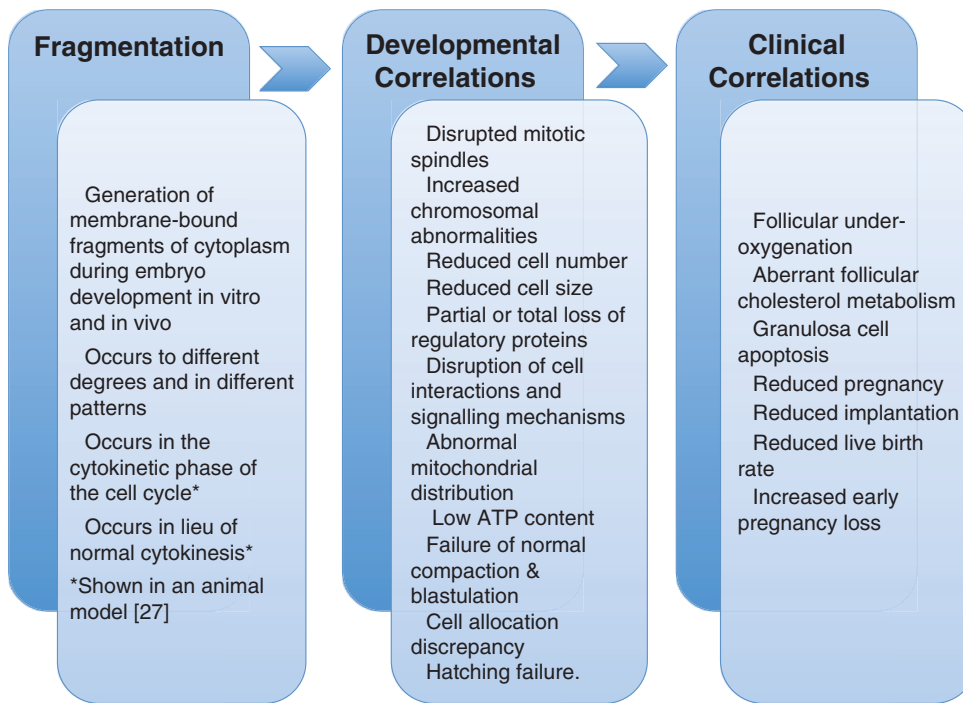 Fragmentation
Generation of
membrane-bound
fragments of cytoplasm
during embryo
development in vitro
and in vivo
Occurs to different
degrees and in different
patterns
Occurs in the
cytokinetic phase of
the cell cycle*
Occurs in lieu of
normal cytokinesis*
*Shown in an animal
model [27]
Developmental
Correlations
Disrupted mitotic
spindles
Increased
chromosomal
abnormalities
Reduced cell number
Reduced cell size
Partial or total loss of
regulatory proteins
Disruption of cell
interactions and
signalling mechanisms
Abnormal
mitochondrial
distribution
Low ATP content
Failure of normal
compaction &
blastulation
Cell allocation
discrepancy
Hatching failure.
Clinical
Correlations
Follicular under-
oxygenation
Aberrant follicular
cholesterol metabolism
Granulosa cell
apoptosis
Reduced pregnancy
Reduced implantation
Reduced live birth
rate
Increased early
pregnancy loss